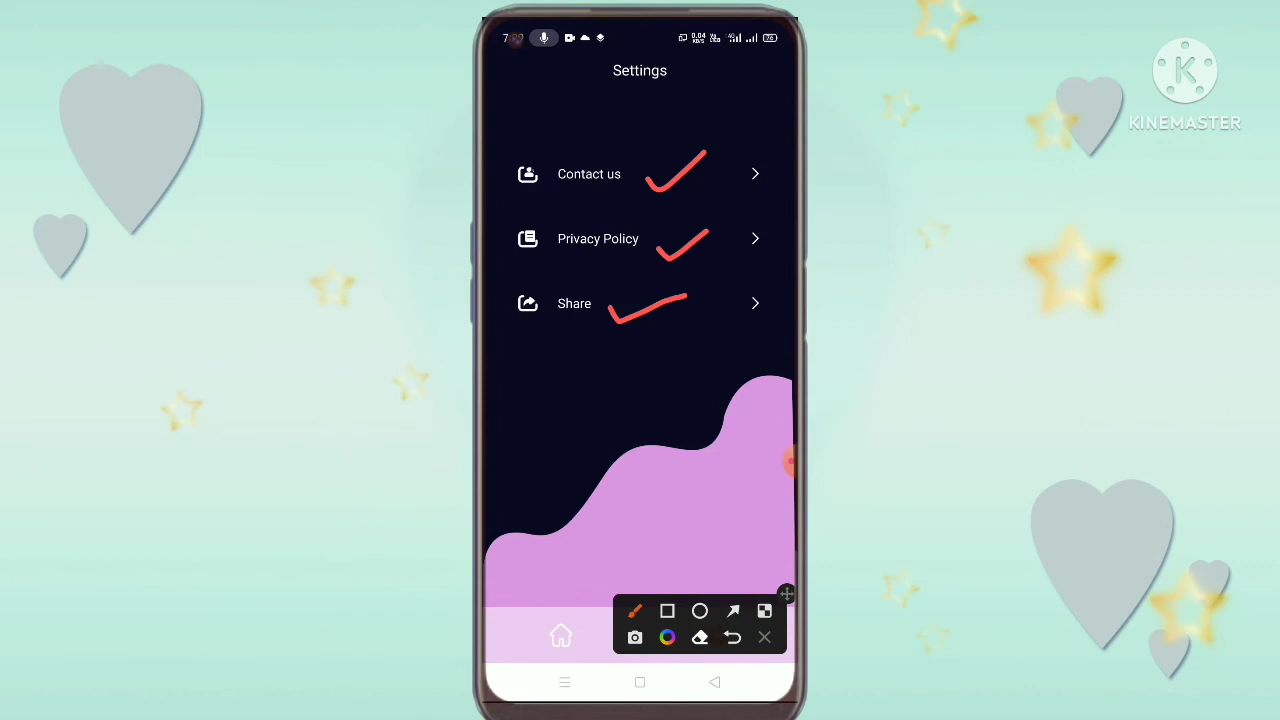 Settings
Contact us
Privacy Policy
Share
KINEMASTER